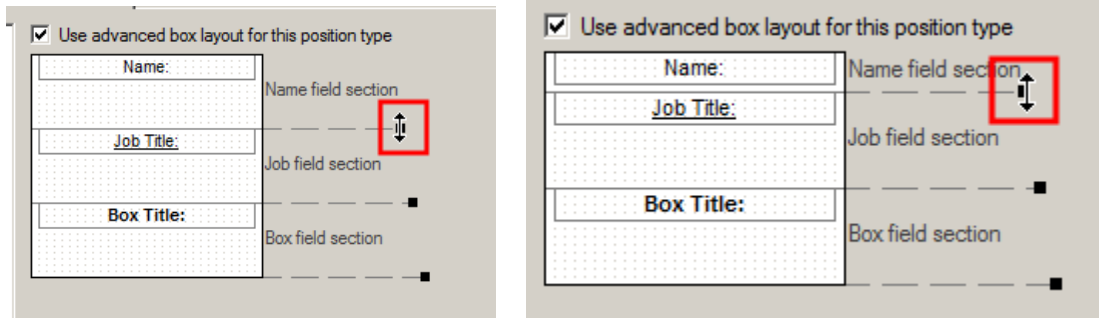 Use advanced box layout for this position type
Name:
Name field section
Job Title:
Job field section
Box Title:
Box field section
Use advanced box layout for this position type
Name:
Name field section
Job Title:
Job field section
Box Title:
Box field section